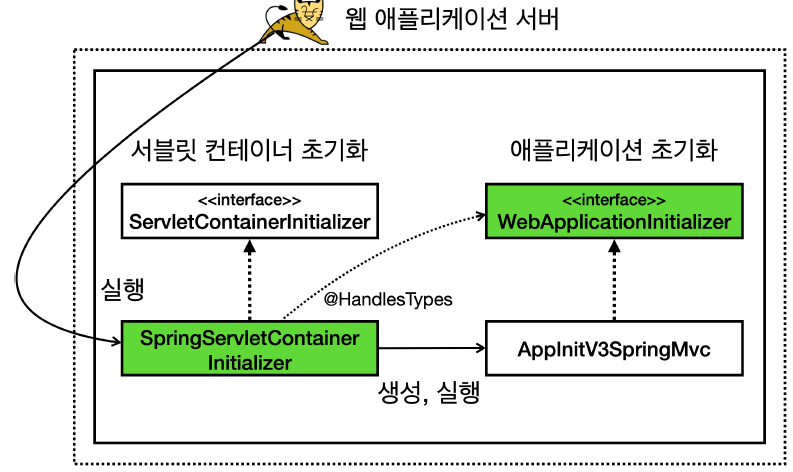 웹 애플리케이션 서버
서블릿 컨테이너 초기화
애플리케이션 초기화
<<interface>>
ServletContainerInitializer
<<interface>>
WebApplicationInitializer
실행
@HandlesTypes
SpringServletContainer
Initializer
AppInitV3SpringMvc
생성, 실행